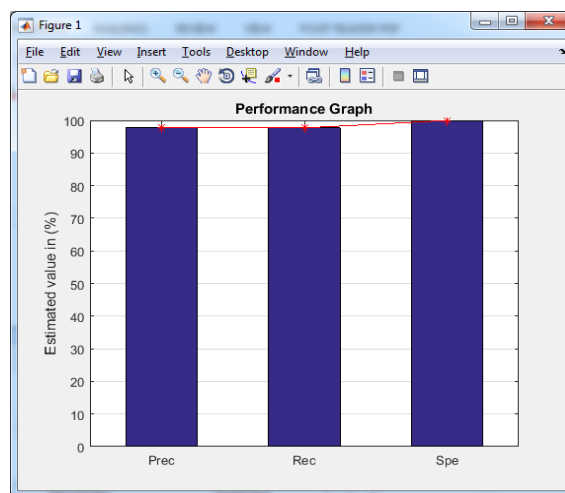 Figure 1
File Edit View Insert Tools Desktop Window Help
Performance Graph
Estimated value in (%)
100
90
80
70
60
50
40
30
20
10
0
Prec Rec Spe